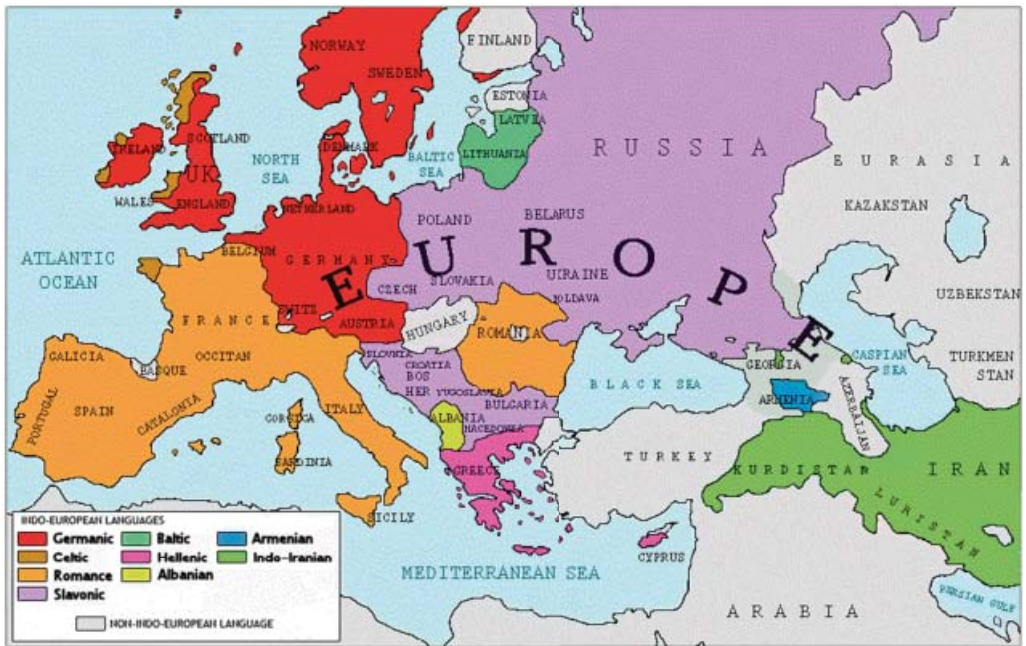 NORWAY
FINLAND
SWEDEN
ESTONIA
LATVIA
SCOTLAND
IRELAND
DENMARK
NORTH
SEA
BALTIC
SEA
LITHUANIA
RUSSIA
EURASIA
UK
WALES
ENGLAND
NETHERLAND
KAZAKSTAN
POLAND
BELARUS
EUROPE
ATLANTIC
OCEAN
BELGIUM
GERMANY
SLOVAKIA
CZECH
UIRAINE
MOLDAVA
UZBEKSTAN
SWITZ
AUSTRIA
HUNGARY
ROMANIA
FRANCE
GALICIA
OCCITAN
BASQUE
SLOVNIA
CROATIA
BOS
HER YUGOSLAVIA
BULGARIA
BLACK SEA
GEORGIA
CASPIAN
SEA
TURKMEN
STAN
PORTUGAL
SPAIN
CATALONIA
CORSICA
ITALY
ALBANIA
MACEDONIA
ARMENIA
AZERBAIJAN
SARDINIA
GREECE
TURKEY
KURDISTAN
IRAN
LURISTAN
SICILY
CYPRUS
MEDITERRANEAN SEA
ARABIA
PERSIAN GULF
INDO-EUROPEAN LANGUAGES
Germanic
Baltic
Armenian
Celtic
Hellenic
Indo-Iranian
Romance
Albanian
Slavonic
NON-INDO-EUROPEAN LANGUAGE